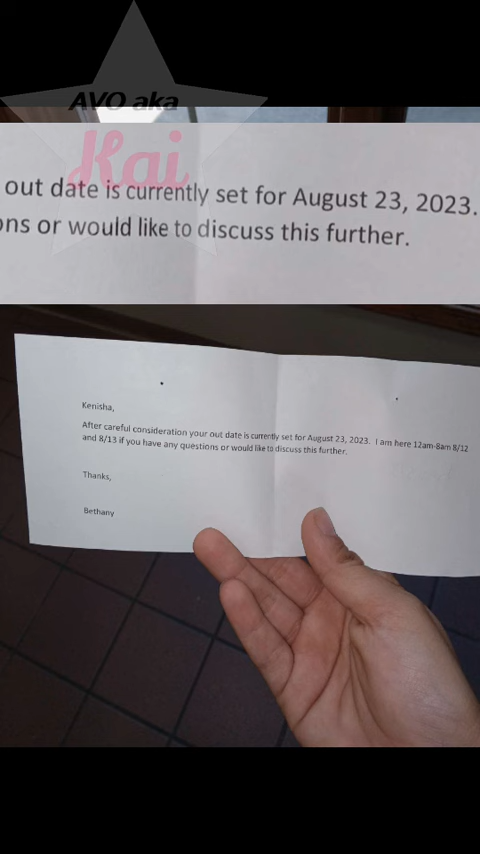 AVO aka
Kai
out date is currently set for August 23, 2023.
ons or would like to discuss this further.
Kenisha,
After careful consideration your out date is currently set for August 23, 2023. I am here 12am-8am 8/12
and 8/13 if you have any questions or would like to discuss this further.
Thanks,
Bethany